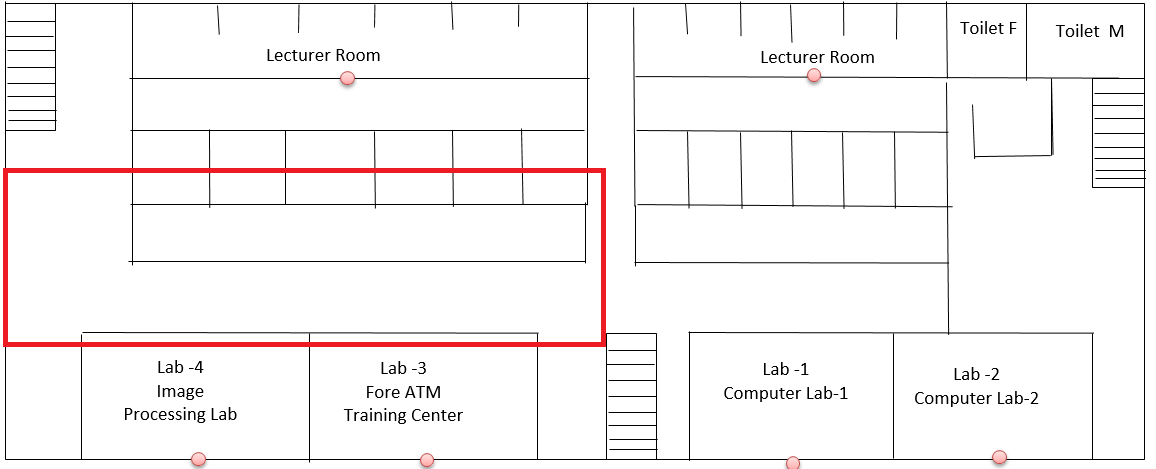 Toilet F
Toilet M
Lecturer Room
Lecturer Room
Lab -4
Image
Processing Lab
Lab -3
Fore ATM
Training Center
Lab -1
Computer Lab-1
Lab -2
Computer Lab-2